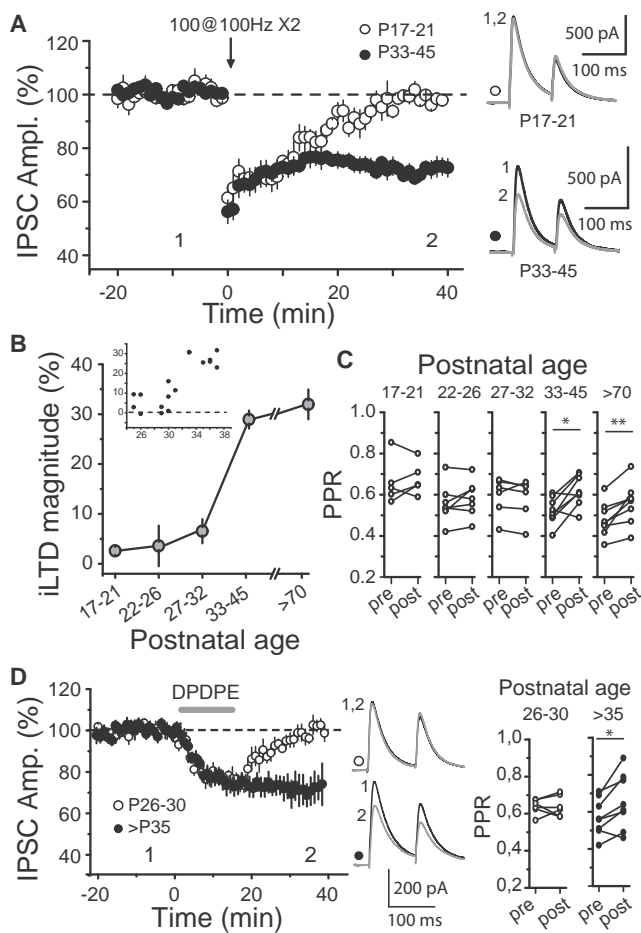 A
100@100Hz X2
P17-21
P33-45
IPSC Ampl. (%)
120
100
80
60
40
1
2
-20
0
20
40
Time (min)
1,2
500 pA
100 ms
P17-21
1
2
500 pA
100 ms
P33-45
B
iLTD magnitude (%)
40
30
20
10
0
30
20
10
0
26
28
30
32
34
36
38
17-21
22-26
27-32
33-45
>70
Postnatal age
C
Postnatal age
17-21
22-26
27-32
33-45
>70
PPR
1.0
0.8
0.6
0.4
0.2
*
**
pre
post
pre
post
pre
post
pre
post
pre
post
D
DPDPE
IPSC Amp. (%)
120
100
80
60
40
P26-30
>P35
1
2
-20
0
20
40
Time (min)
1,2
1
2
200 pA
100 ms
Postnatal age
26-30
>35
PPR
1,0
0,8
0,6
0,4
0,2
*
pre
post
pre
post